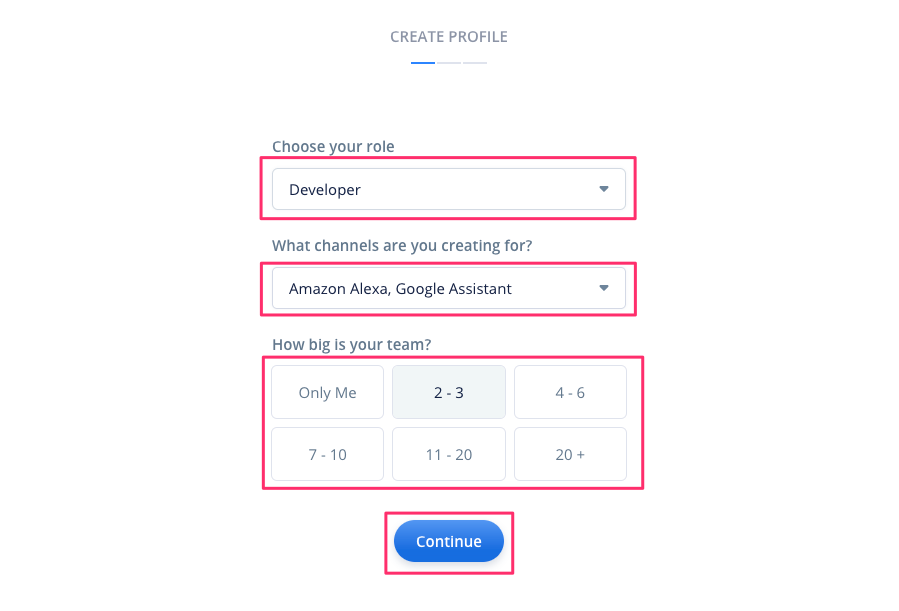 CREATE PROFILE
Choose your role
Developer
What channels are you creating for?
Amazon Alexa, Google Assistant
How big is your team?
Only Me
2 - 3
4 - 6
7 - 10
11 - 20
20 +
Continue